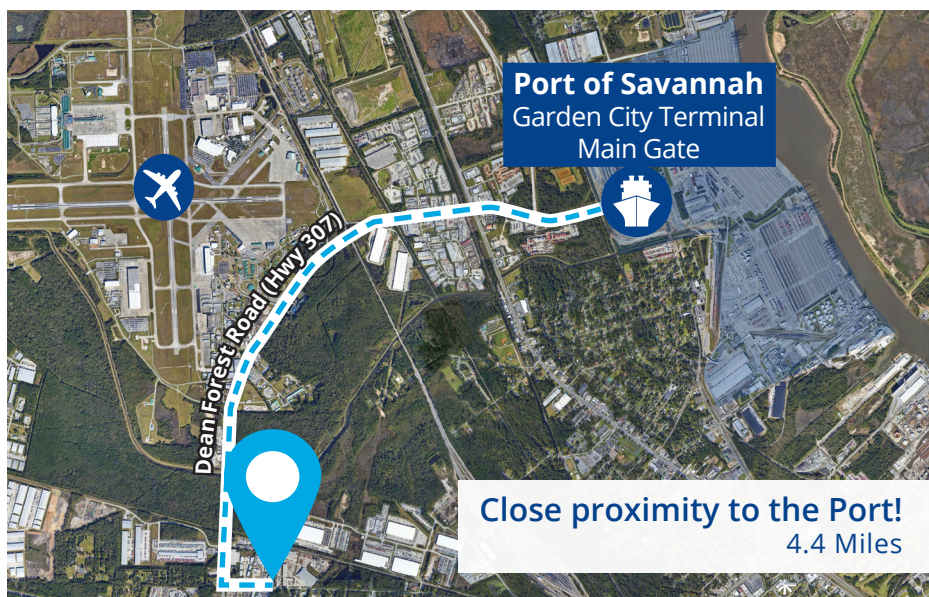 Port of Savannah
Garden City Terminal
Main Gate
Dean Forest Road (Hwy 307)
Close proximity to the Port!
4.4 Miles